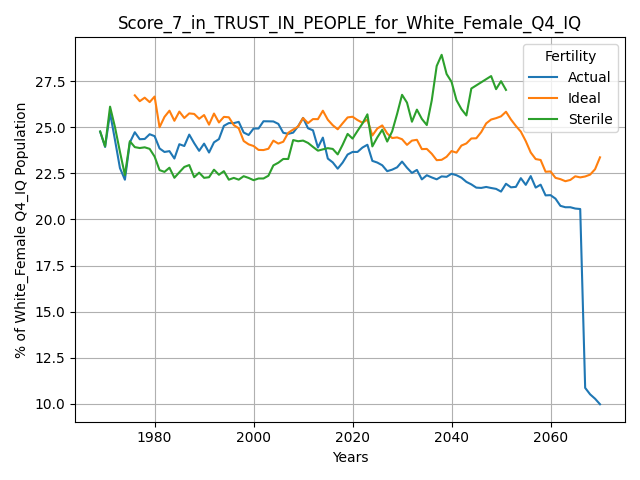 Score_7_in_TRUST_IN_PEOPLE_for_White_Female_Q4_IQ
Fertility
Actual
Ideal
Sterile
% of White_Female Q4_IQ Population
27.5
25.0
22.5
20.0
17.5
15.0
12.5
10.0
1980
2000
2020
2040
2060
Years